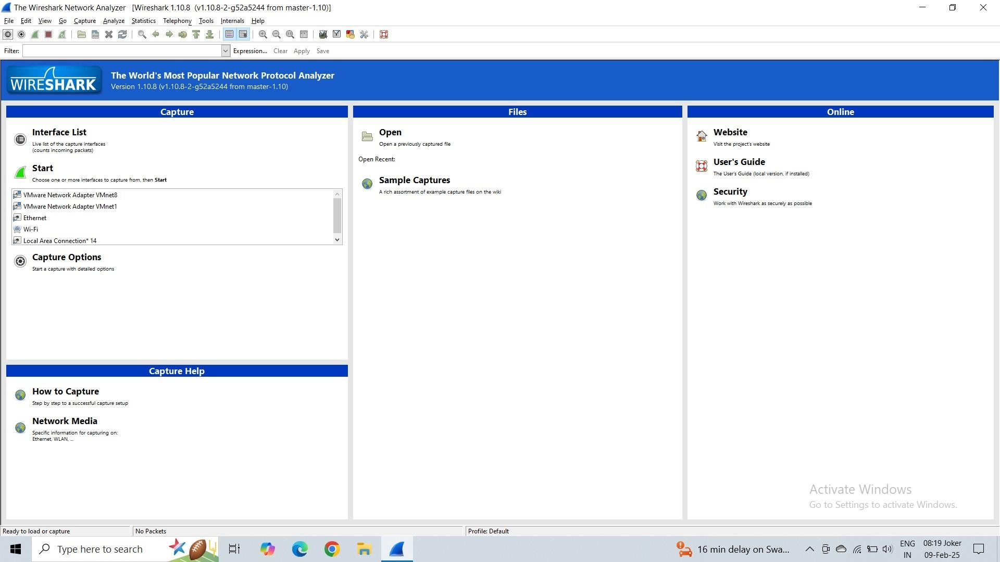 The Wireshark Network Analyzer [Wireshark 1.10.8 (v1.10.8-2-g52a5244 from master-1.10)]
File Edit View Go Capture Analyze Statistics Telephony Tools Internals Help
Filter: Expression... Clear Apply Save
WIRESHARK
The World's Most Popular Network Protocol Analyzer
Version 1.10.8 (v1.10.8-2-g52a5244 from master-1.10)
Capture
Interface List
Live list of the capture interfaces
(counts incoming packets)
Start
Choose one or more interfaces to capture from, then Start
VMware Network Adapter VMnet8
VMware Network Adapter VMnet1
Ethernet
Wi-Fi
Local Area Connection* 14
Capture Options
Start a capture with detailed options
Capture Help
How to Capture
Step by step to a successful capture setup
Network Media
Specific information for capturing on:
Ethernet, WLAN, ...
Files
Open
Open a previously captured file
Open Recent:
Sample Captures
A rich assortment of example capture files on the wiki
Online
Website
Visit the project's website
User's Guide
The User's Guide (local version, if installed)
Security
Work with Wireshark as securely as possible
Activate Windows
Go to Settings to activate Windows.
Ready to load or capture No Packets Profile: Default
Type here to search
16 min delay on Swa...
ENG
IN
08:19 Joker
09-Feb-25